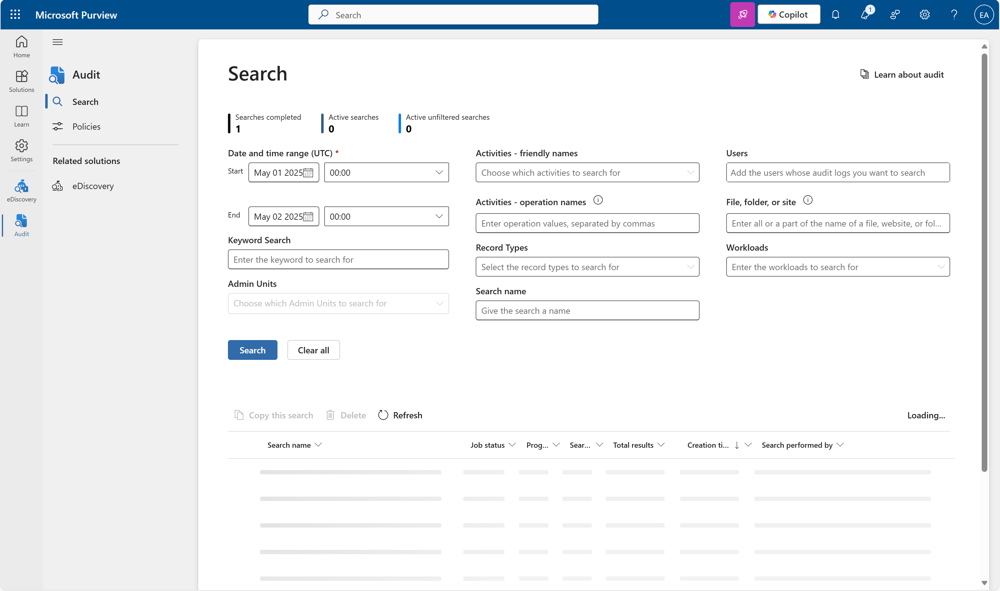 Microsoft Purview
Search
Copilot
1
EA
Home
Solutions
Learn
Settings
eDiscovery
Audit
Audit
Search
Policies
Related solutions
eDiscovery
Search
Learn about audit
Searches completed
1
Active searches
0
Active unfiltered searches
0
Date and time range (UTC) *
Start
May 01 2025
00:00
End
May 02 2025
00:00
Keyword Search
Enter the keyword to search for
Admin Units
Choose which Admin Units to search for
Activities - friendly names
Choose which activities to search for
Activities - operation names
Enter operation values, separated by commas
Record Types
Select the record types to search for
Search name
Give the search a name
Users
Add the users whose audit logs you want to search
File, folder, or site
Enter all or a part of the name of a file, website, or fol...
Workloads
Enter the workloads to search for
Search
Clear all
Copy this search
Delete
Refresh
Loading...
Search name
Job status
Prog...
Sear...
Total results
Creation ti...
Search performed by